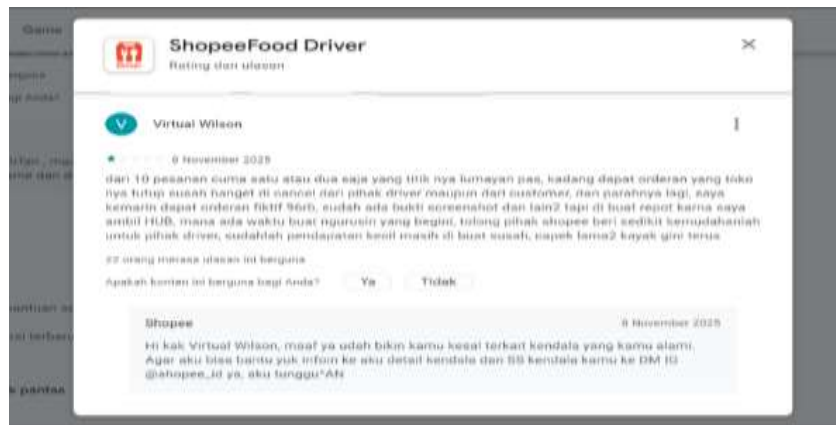 Game
ShopeeFood Driver
Rating dan ulasan
V
Virtual Wilson
8 November 2025
dari 10 pesanan cuma satu atau dua saja yang titik nya lumayan pas, kadang dapat orderan yang toko
nya tutup susah banget di cancel dari pihak driver maupun dari customer, dan parahnya lagi, saya
kemarin dapat orderan fiktif 96rb, sudah ada bukti screenshot dan lain2 tapi di buat repot karna saya
ambil HUB, mana ada waktu buat ngurusin yang begini, tolong pihak shopee beri sedikit kemudahanlah
untuk pihak driver, sudahlah pendapatan kecil masih di buat susah, capek lama2 kayak gini terus
22 orang merasa ulasan ini berguna
Apakah konten ini berguna bagi Anda?
Ya
Tidak
Shopee
8 November 2025
Hi kak Virtual Wilson, maaf ya udah bikin kamu kesal terkait kendala yang kamu alami.
Agar aku bisa bantu yuk infoin ke aku detail kendala dan SS kendala kamu ke DM IG
@shopee_id ya, aku tunggu^AN
k pantas